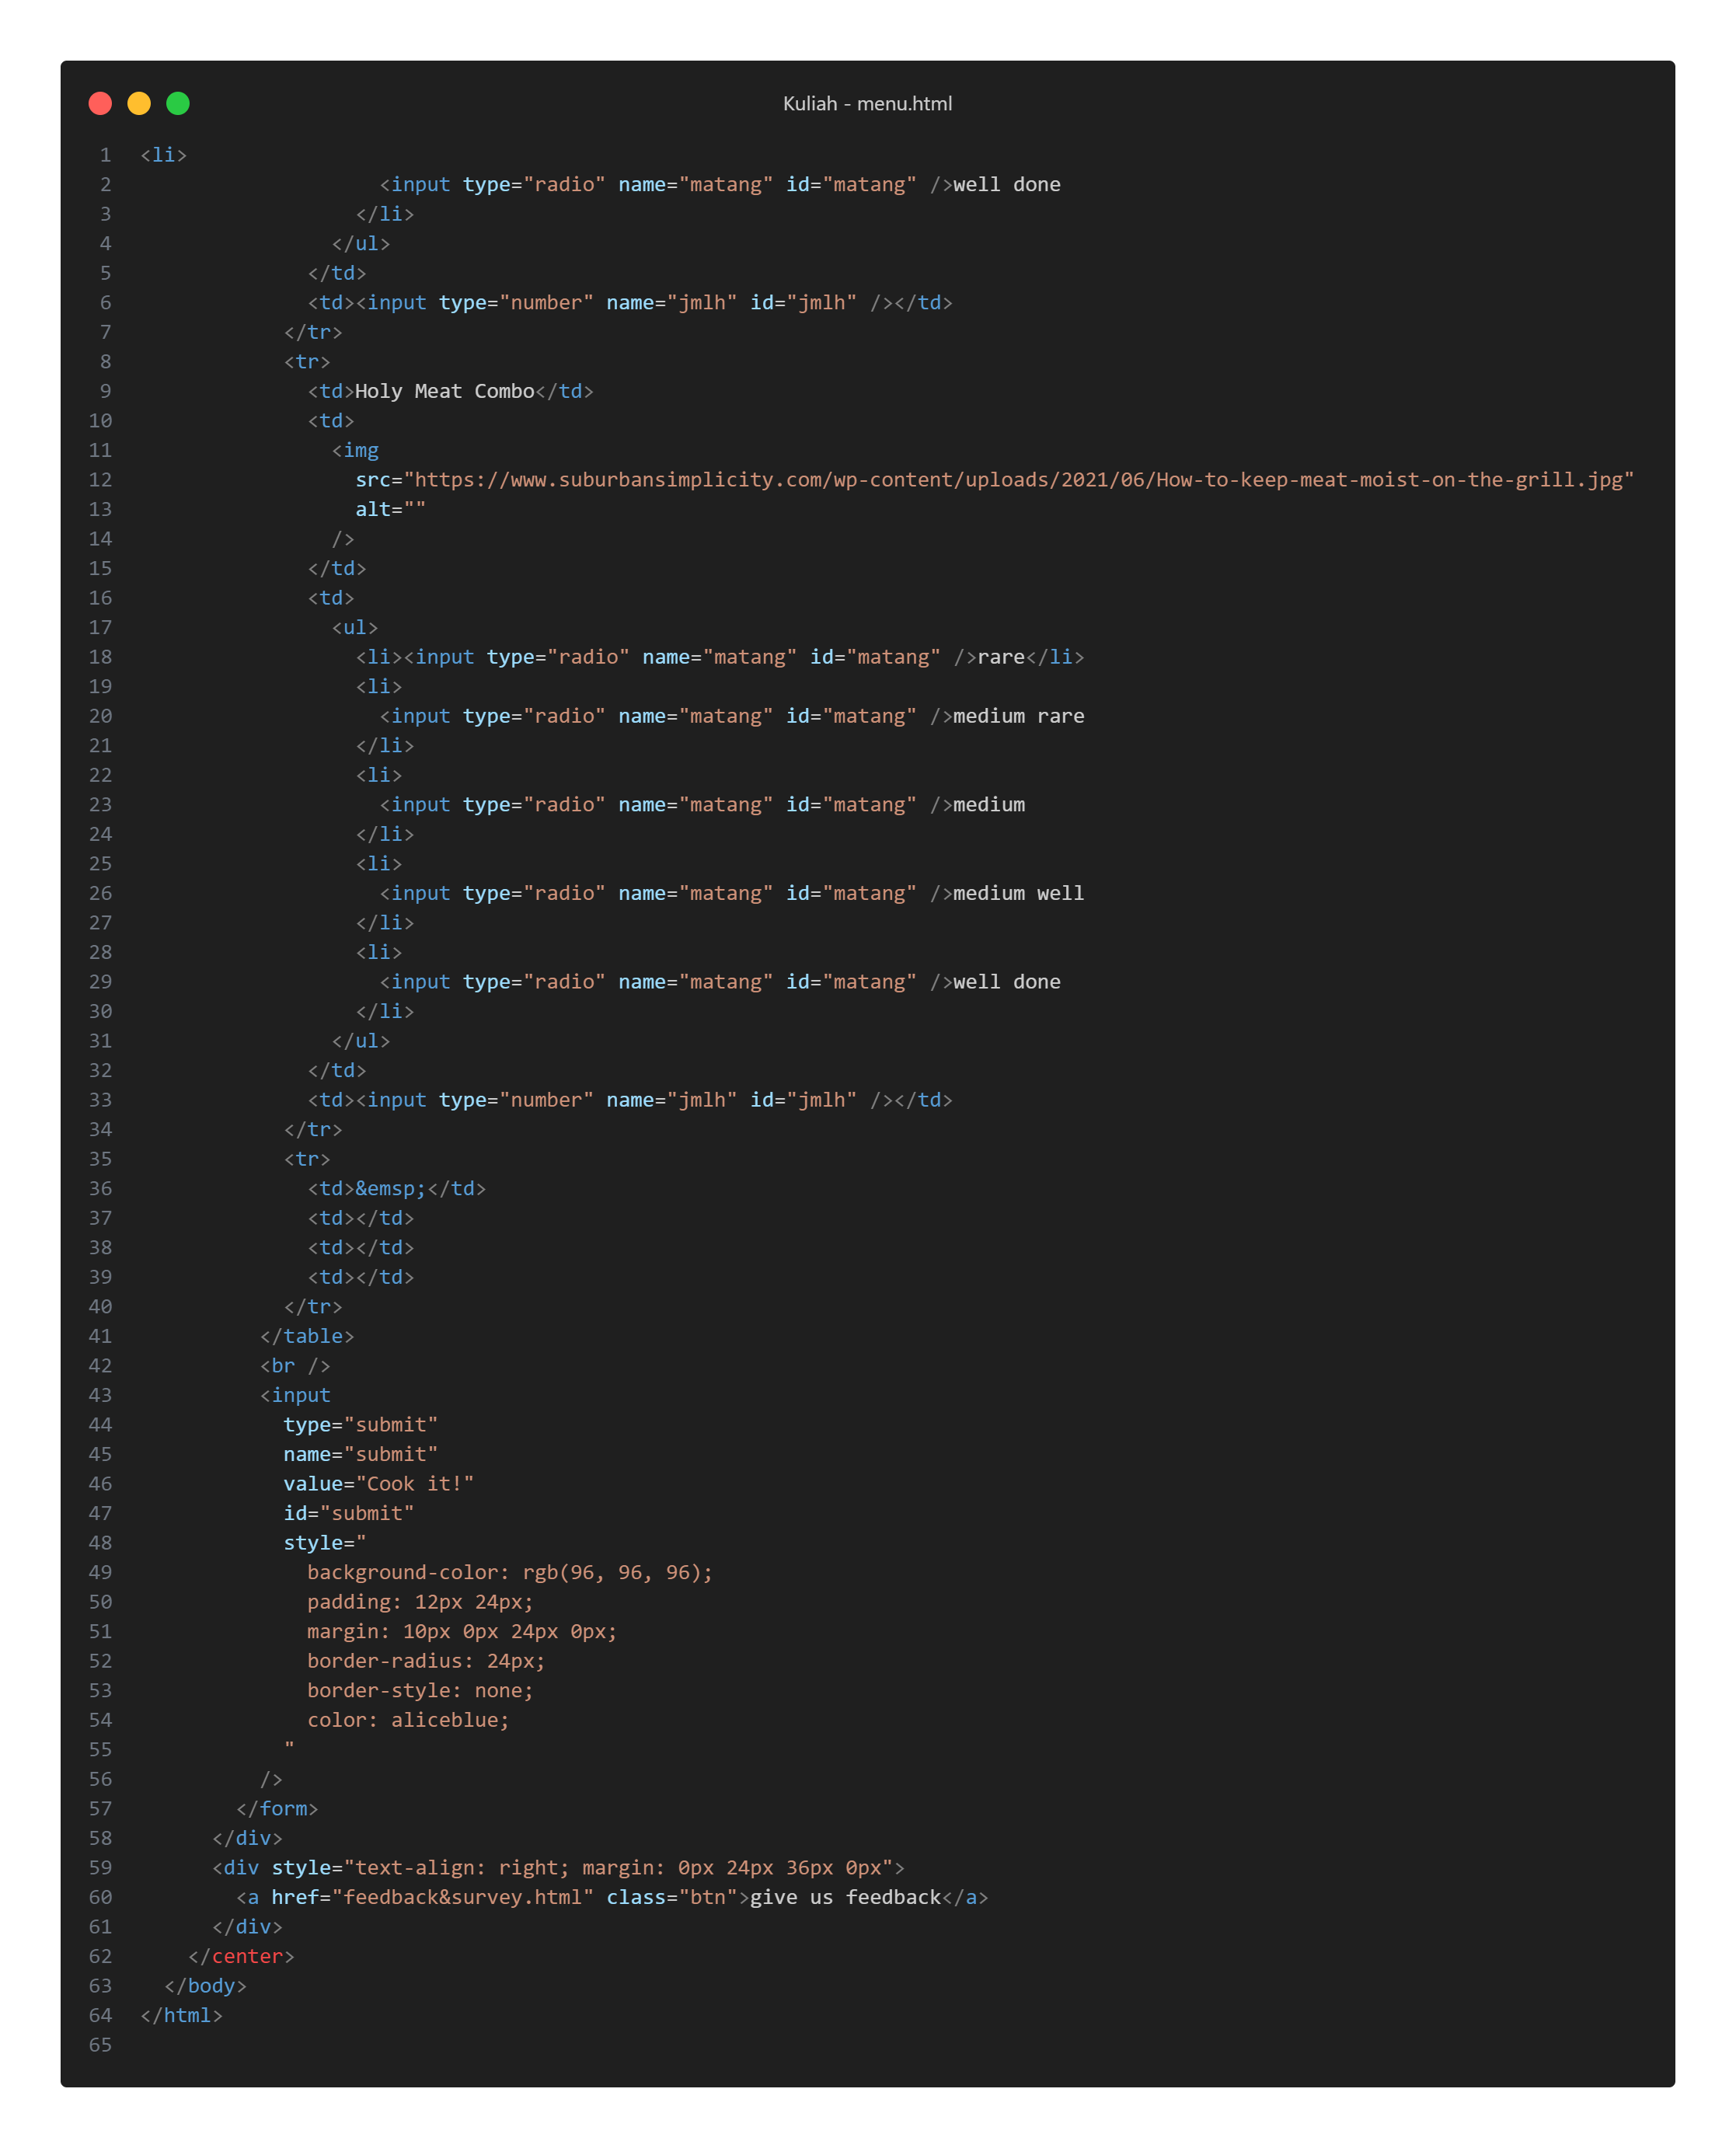 Kuliah - menu.html
1 <li>
2                     <input type="radio" name="matang" id="matang" />well done
3                   </li>
4                 </ul>
5               </td>
6               <td><input type="number" name="jmlh" id="jmlh" /></td>
7             </tr>
8             <tr>
9               <td>Holy Meat Combo</td>
10               <td>
11                 <img
12                   src="https://www.suburbansimplicity.com/wp-content/uploads/2021/06/How-to-keep-meat-moist-on-the-grill.jpg"
13                   alt=""
14                 />
15               </td>
16               <td>
17                 <ul>
18                   <li><input type="radio" name="matang" id="matang" />rare</li>
19                   <li>
20                     <input type="radio" name="matang" id="matang" />medium rare
21                   </li>
22                   <li>
23                     <input type="radio" name="matang" id="matang" />medium
24                   </li>
25                   <li>
26                     <input type="radio" name="matang" id="matang" />medium well
27                   </li>
28                   <li>
29                     <input type="radio" name="matang" id="matang" />well done
30                   </li>
31                 </ul>
32               </td>
33               <td><input type="number" name="jmlh" id="jmlh" /></td>
34             </tr>
35             <tr>
36               <td>&emsp;</td>
37               <td></td>
38               <td></td>
39               <td></td>
40             </tr>
41           </table>
42           <br />
43           <input
44             type="submit"
45             name="submit"
46             value="Cook it!"
47             id="submit"
48             style="
49               background-color: rgb(96, 96, 96);
50               padding: 12px 24px;
51               margin: 10px 0px 24px 0px;
52               border-radius: 24px;
53               border-style: none;
54               color: aliceblue;
55             "
56           />
57         </form>
58       </div>
59       <div style="text-align: right; margin: 0px 24px 36px 0px">
60         <a href="feedback&survey.html" class="btn">give us feedback</a>
61       </div>
62     </center>
63   </body>
64 </html>
65